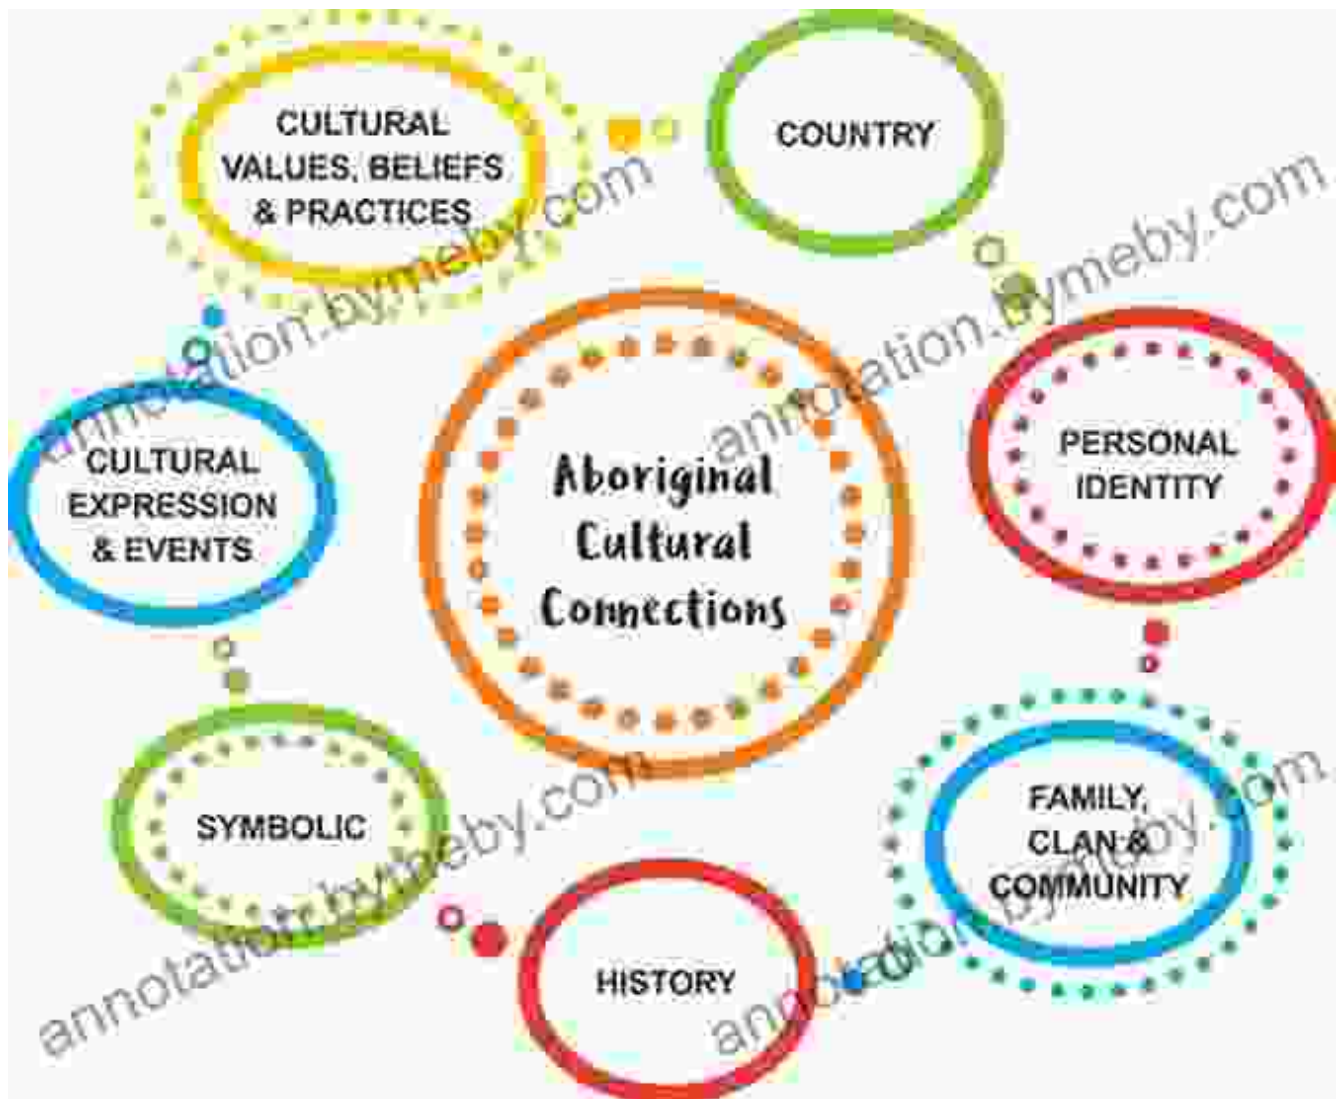 CULTURAL
VALUES, BELIEFS
& PRACTICES
COUNTRY
PERSONAL
IDENTITY
FAMILY,
CLAN &
COMMUNITY
HISTORY
SYMBOLIC
CULTURAL
EXPRESSION
& EVENTS
Aboriginal
Cultural
Connections
annotation.bymeby.com
annotation.bymeby.com
annotation.bymeby.com
annotation.bymeby.com